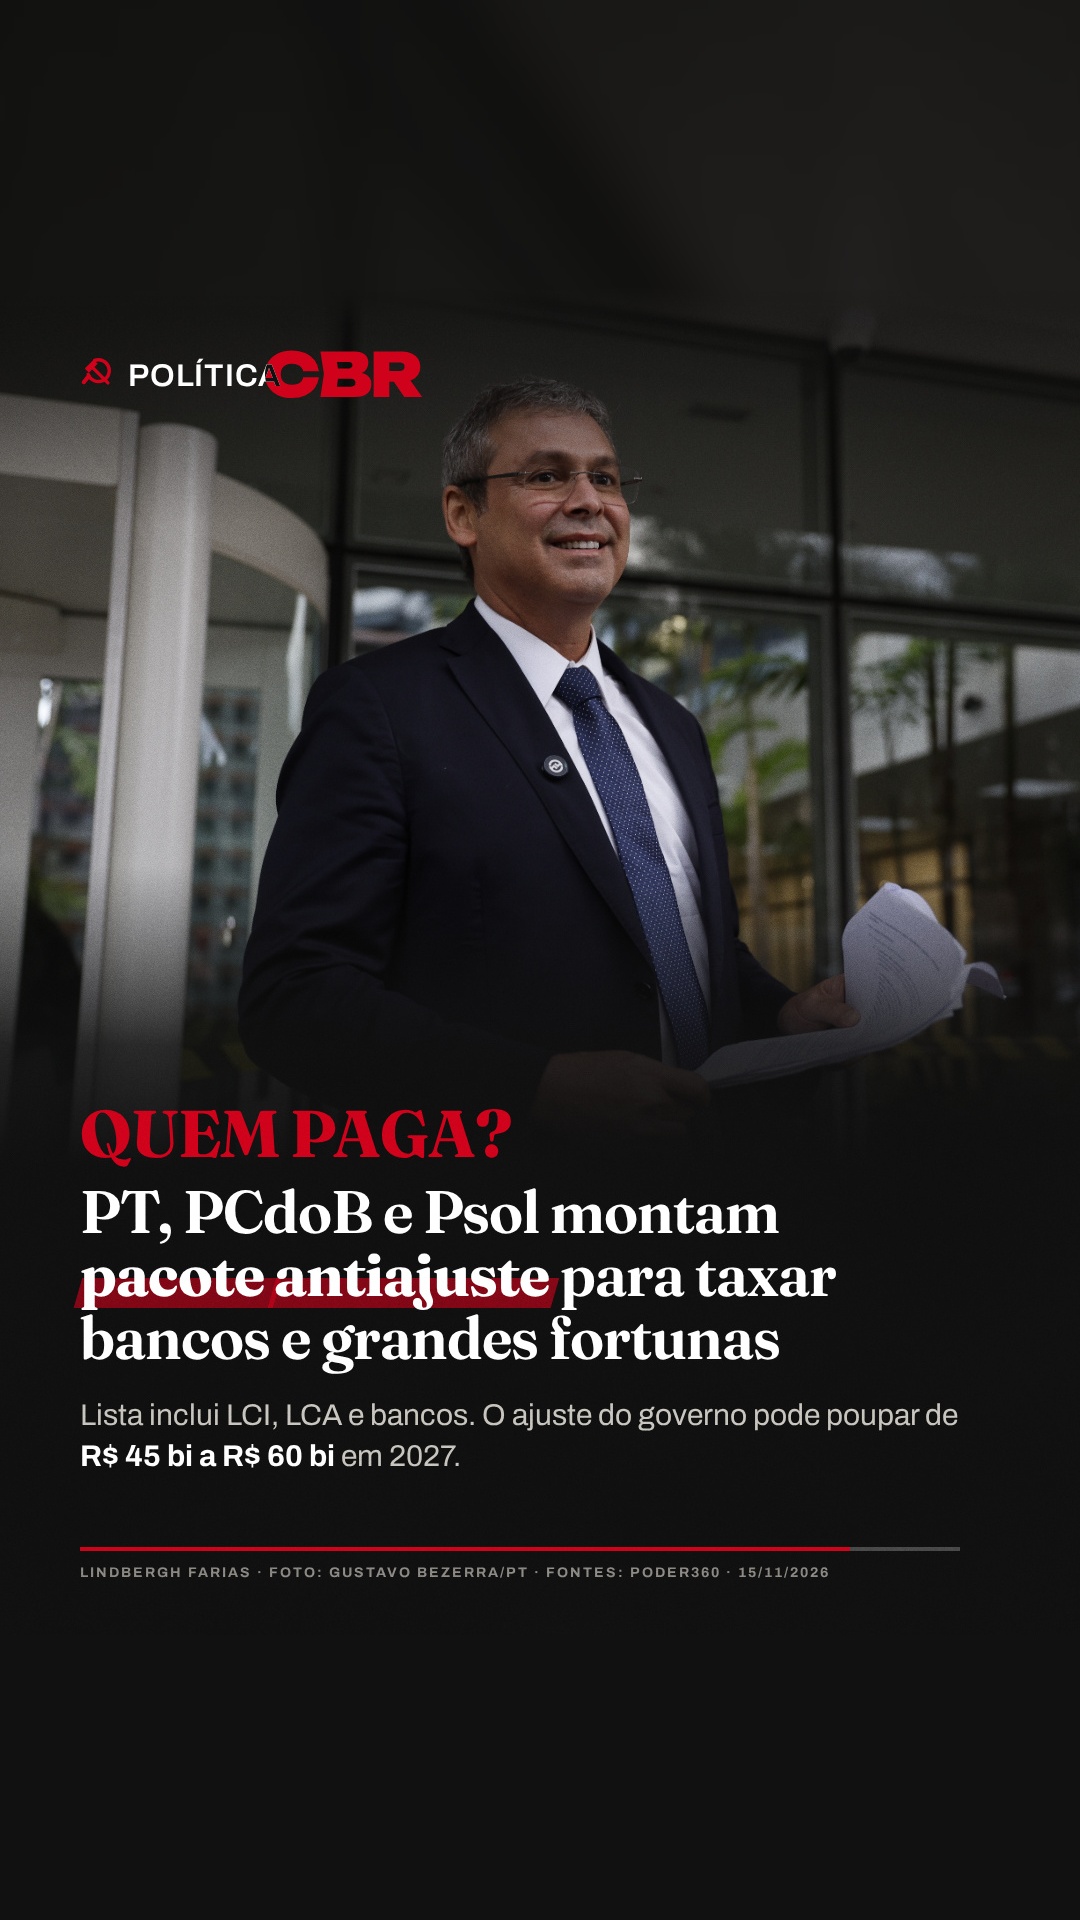 POLÍTICA CBR
QUEM PAGA?
PT, PCdoB e Psol montam
pacote antiajuste para taxar
bancos e grandes fortunas
Lista inclui LCI, LCA e bancos. O ajuste do governo pode poupar de
R$ 45 bi a R$ 60 bi em 2027.
LINDBERGH FARIAS · FOTO: GUSTAVO BEZERRA/PT · FONTES: PODER360 · 15/11/2026